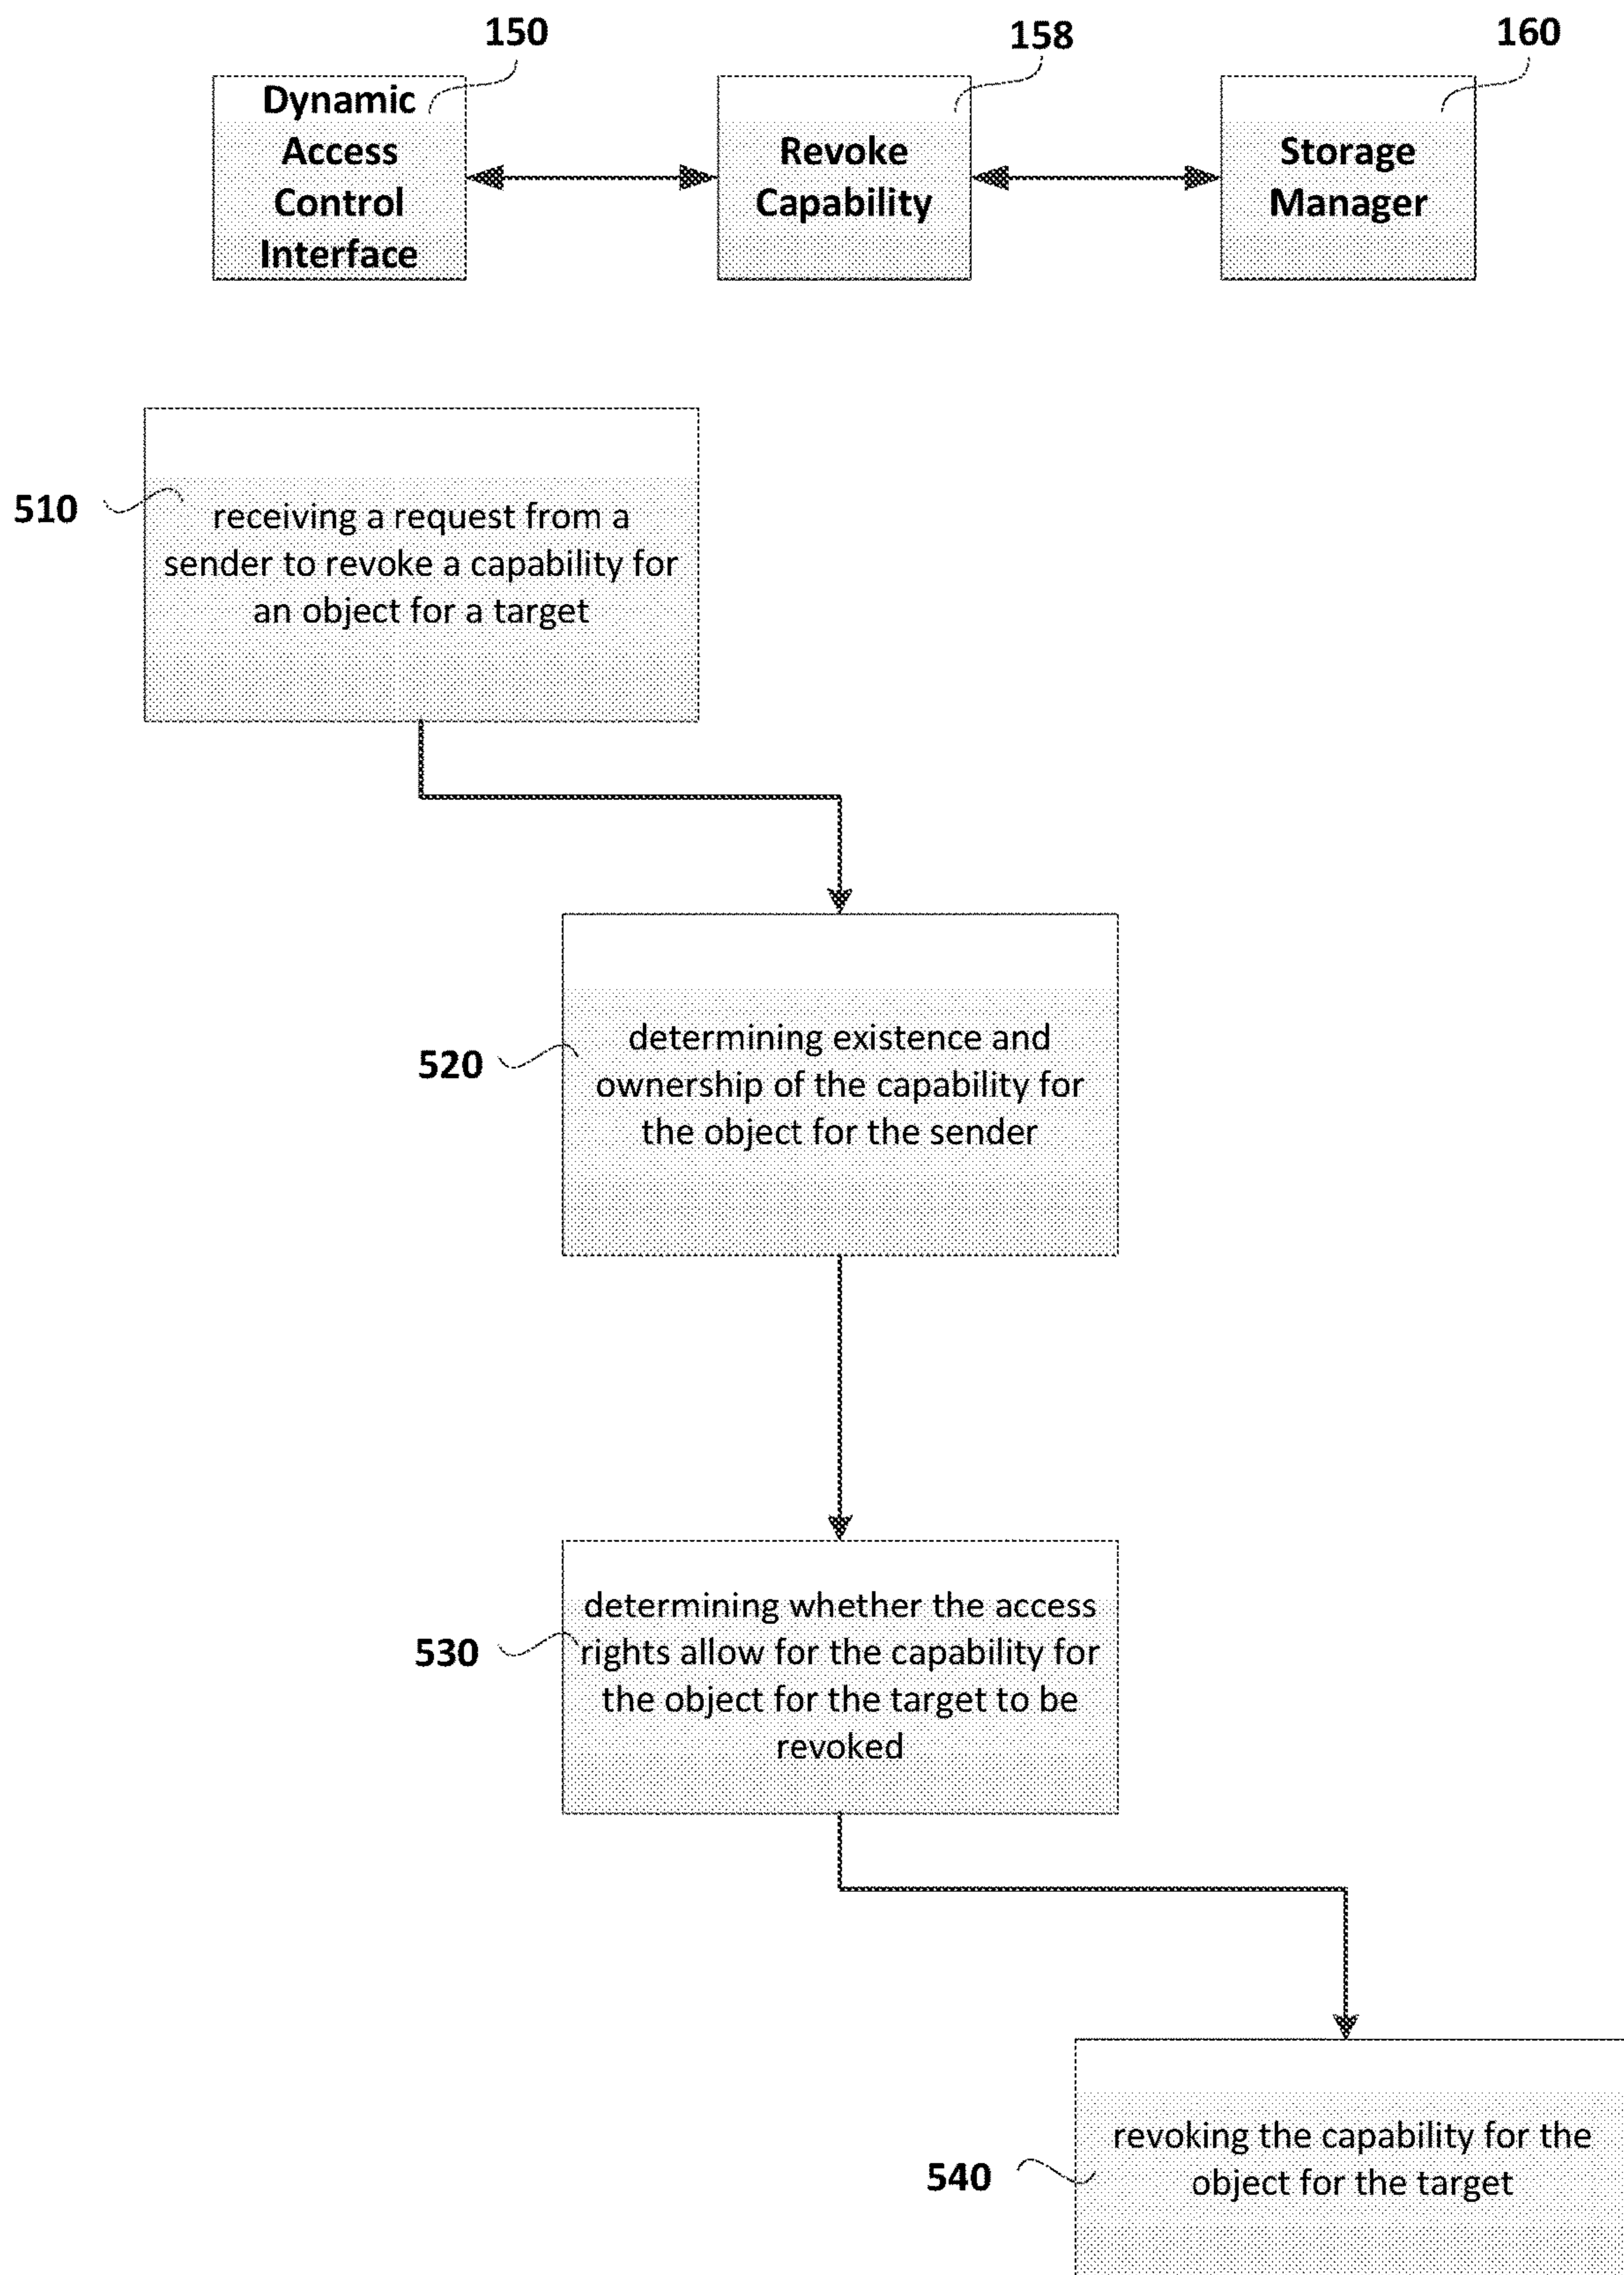 150
158
160
Dynamic
Access
Control
Interface
Revoke
Capability
Storage
Manager
510
receiving a request from a
sender to revoke a capability for
an object for a target
520
determining existence and
ownership of the capability for
the object for the sender
530
determining whether the access
rights allow for the capability for
the object for the target to be
revoked
540
revoking the capability for the
object for the target